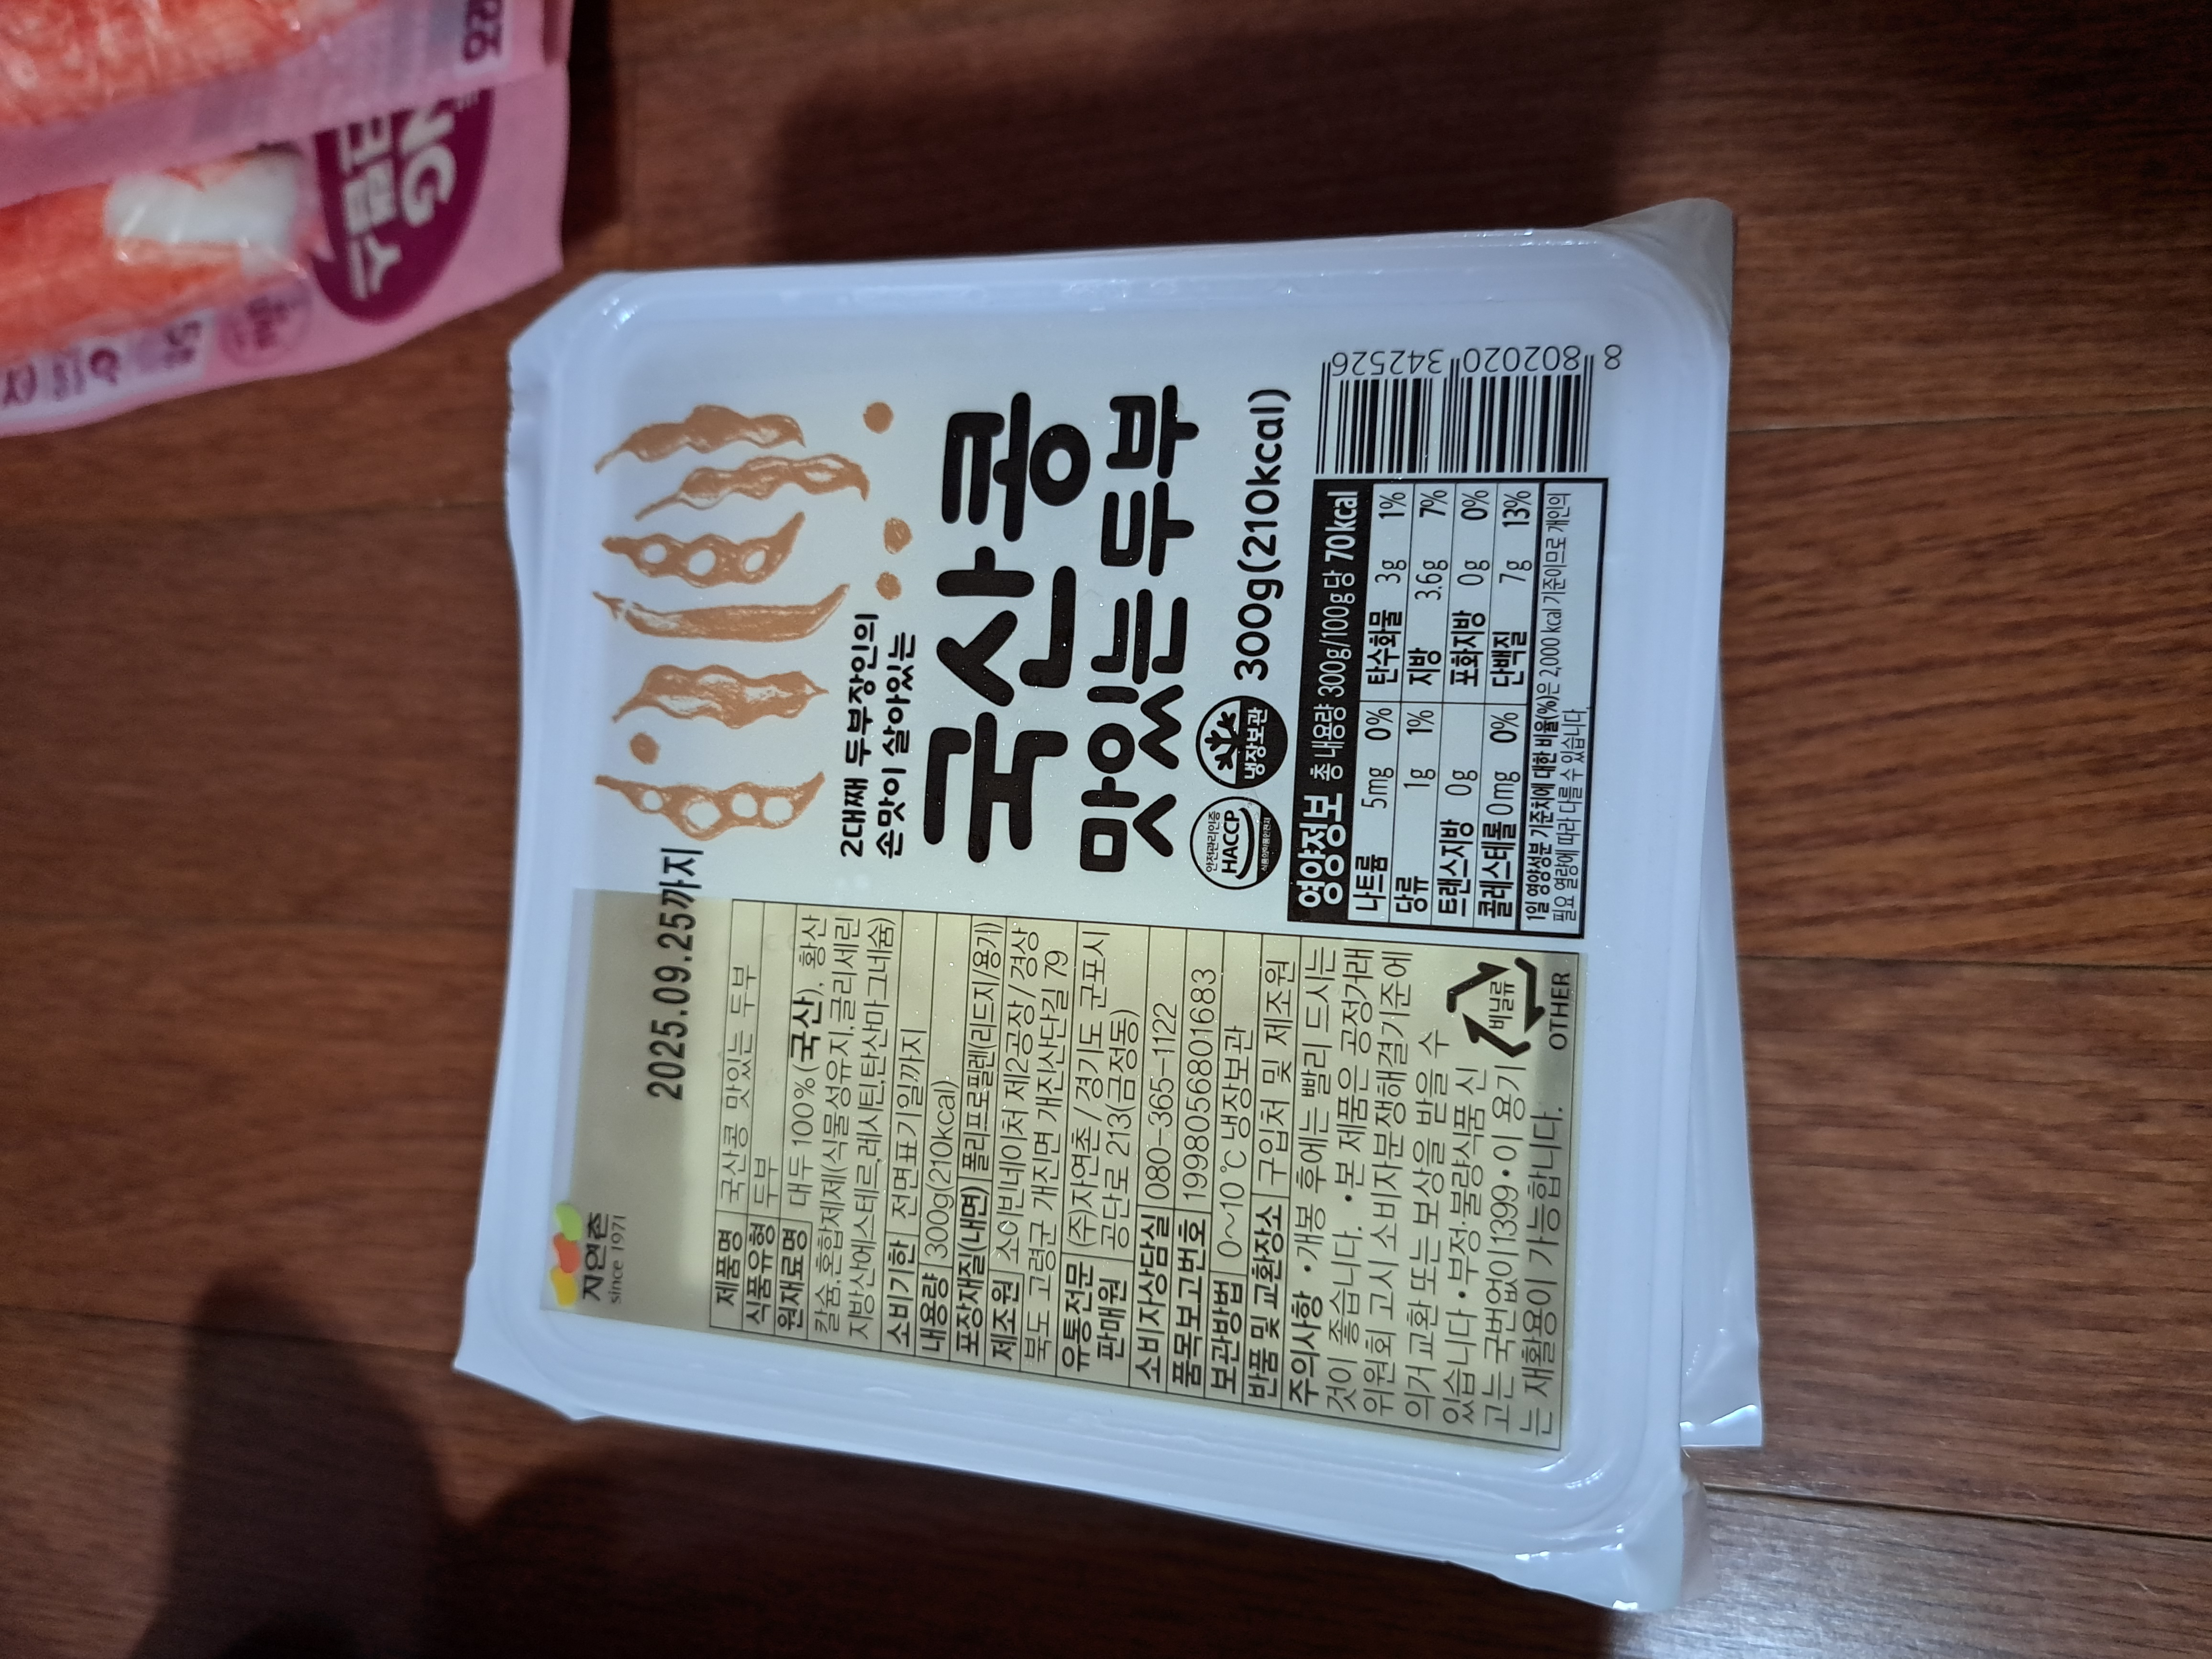 자연촌
since 1971
2025.09.25까지
제품명 국산콩 맛있는 두부
식품유형 두부
원재료명 대두 100%(국산), 황산
칼슘,혼합제제(식물성유지,글리세린
지방산에스테르,레시틴,탄산마그네슘)
소비기한 전면표기일까지
내용량 300g(210kcal)
포장재질(내면) 폴리프로필렌(리드지/용기)
제조원 소이빈네이처 제2공장/경상
북도 고령군 개진면 개진산단길 79
유통전문판매원 (주)자연촌/경기도 군포시
공단로 213(금정동)
소비자상담실 080-365-1122
품목보고번호 19980568016 83
보관방법 0~10℃ 냉장보관
반품 및 교환장소 구입처 및 제조원
주의사항 •개봉 후에는 빨리 드시는
것이 좋습니다. •본 제품은 공정거래
위원회 고시 소비자분쟁해결기준에
의거 교환 또는 보상을 받을 수
있습니다 •부정·불량식품 신
고는 국번없이 1399 •이 용기
는 재활용이 가능합니다.
비닐류
OTHER
2대째 두부장인의
손맛이 살아있는
국산콩
맛있는 두부
안전관리인증
HACCP
냉장보관
300g(210kcal)
영양정보 총 내용량 300g/100g당 70kcal
나트륨 5mg 0% 탄수화물 3g 1%
당류 1g 1% 지방 3.6g 7%
트랜스지방 0g 포화지방 0g 0%
콜레스테롤 0mg 0% 단백질 7g 13%
1일 영양성분 기준치에 대한 비율(%)은 2,000 kcal 기준이므로 개인의
필요 열량에 따라 다를 수 있습니다.
8 802020 342526
크랩스